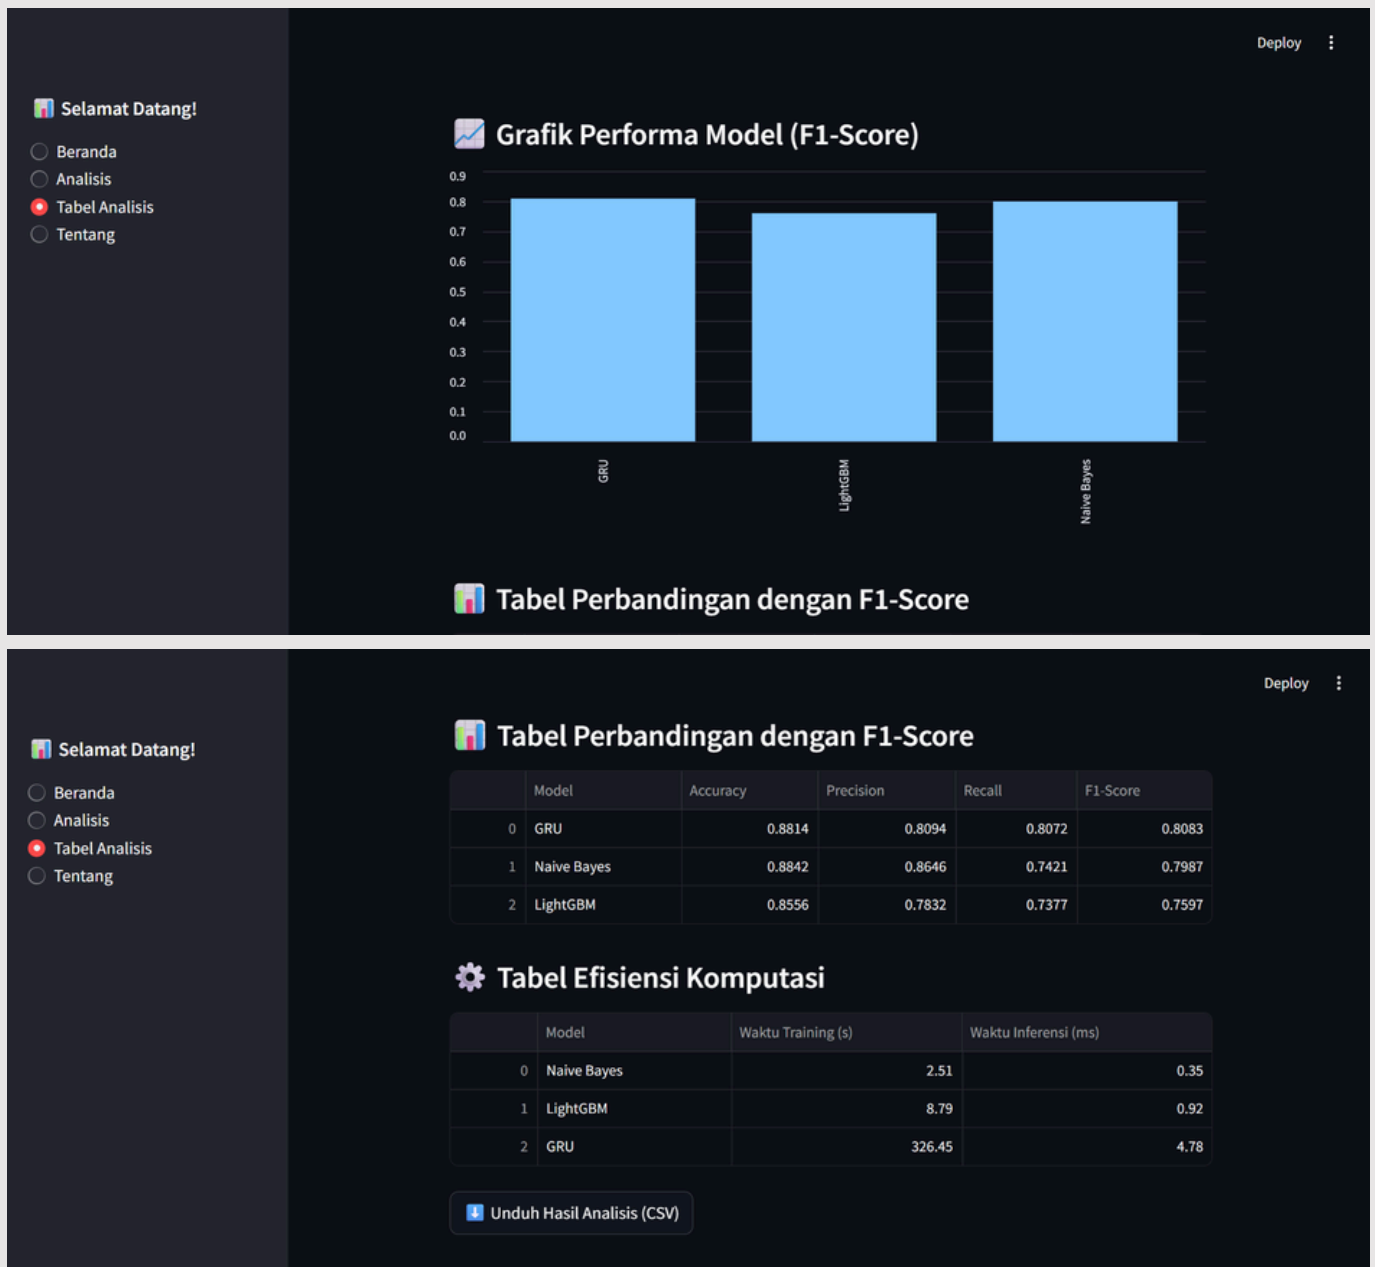 Deploy
Selamat Datang!
Beranda
Analisis
Tabel Analisis
Tentang
Grafik Performa Model (F1-Score)
0.9
0.8
0.7
0.6
0.5
0.4
0.3
0.2
0.1
0.0
GRU
LightGBM
Naive Bayes
Tabel Perbandingan dengan F1-Score
Deploy
Selamat Datang!
Beranda
Analisis
Tabel Analisis
Tentang
Tabel Perbandingan dengan F1-Score
Model Accuracy Precision Recall F1-Score
0 GRU 0.8814 0.8094 0.8072 0.8083
1 Naive Bayes 0.8842 0.8646 0.7421 0.7987
2 LightGBM 0.8556 0.7832 0.7377 0.7597
Tabel Efisiensi Komputasi
Model Waktu Training (s) Waktu Inferensi (ms)
0 Naive Bayes 2.51 0.35
1 LightGBM 8.79 0.92
2 GRU 326.45 4.78
Unduh Hasil Analisis (CSV)